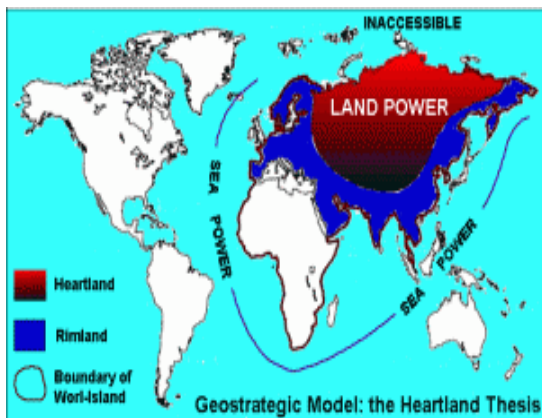 INACCESSIBLE
LAND POWER
SEA POWER
SEA POWER
Heartland
Rimland
Boundary of
Worl-Island
Geostrategic Model: the Heartland Thesis